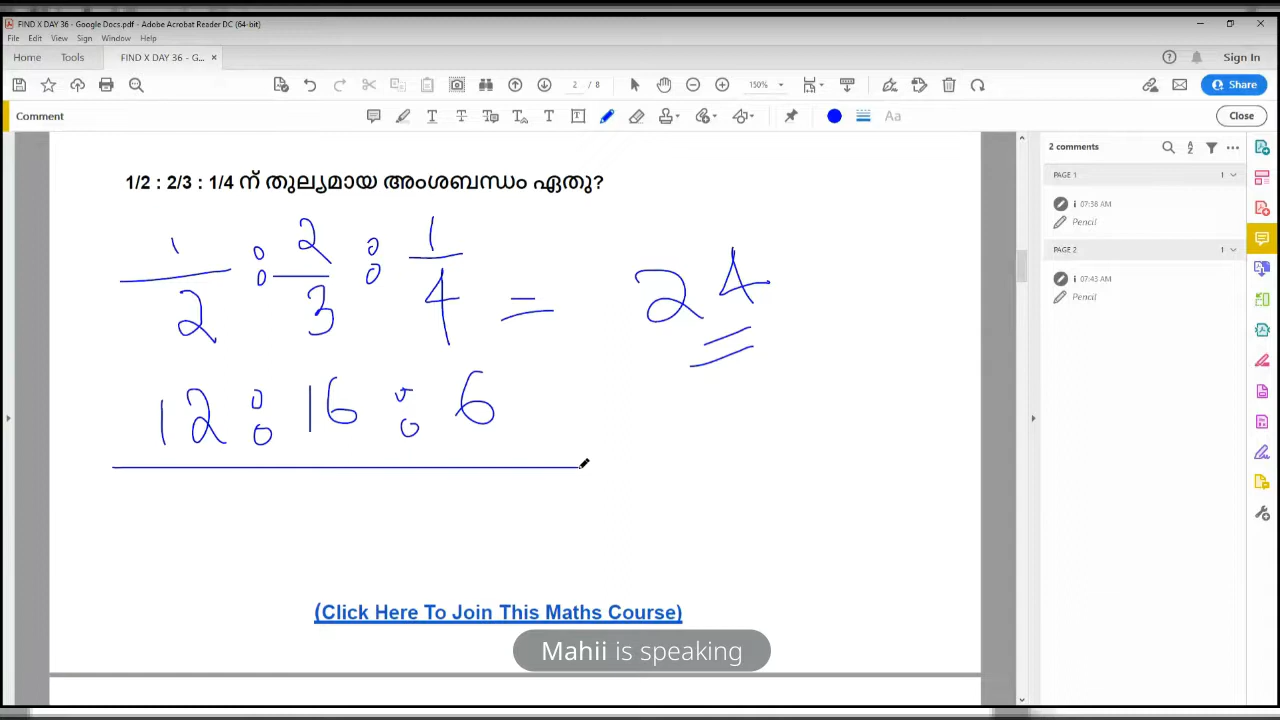 FIND X DAY 36 - Google Docs.pdf - Adobe Acrobat Reader DC (64-bit)
File Edit View Sign Window Help
Home Tools FIND X DAY 36 - G... × Sign In
2 / 8 150% Share
Comment Aa Close
2 comments
PAGE 1 1
i 07:38 AM
Pencil
PAGE 2 1
i 07:43 AM
Pencil
1/2 : 2/3 : 1/4 ന് തുല്യമായ അംശബന്ധം ഏതു?
1/2 : 2/3 : 1/4 = 24
12 : 16 : 6
(Click Here To Join This Maths Course)
Mahii is speaking